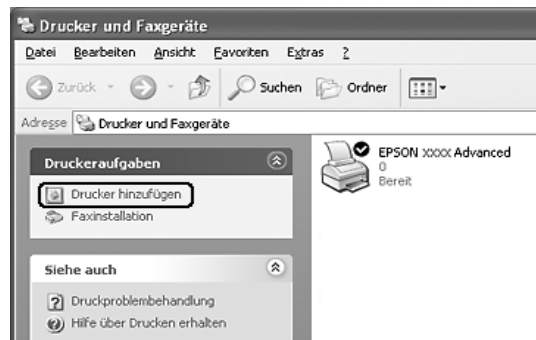 Drucker und Faxgeräte
Datei Bearbeiten Ansicht Favoriten Extras ?
Zurück Suchen Ordner
Adresse Drucker und Faxgeräte
Druckeraufgaben
Drucker hinzufügen
Faxinstallation
Siehe auch
Druckproblembehandlung
Hilfe über Drucken erhalten
EPSON xxxx Advanced
0
Bereit